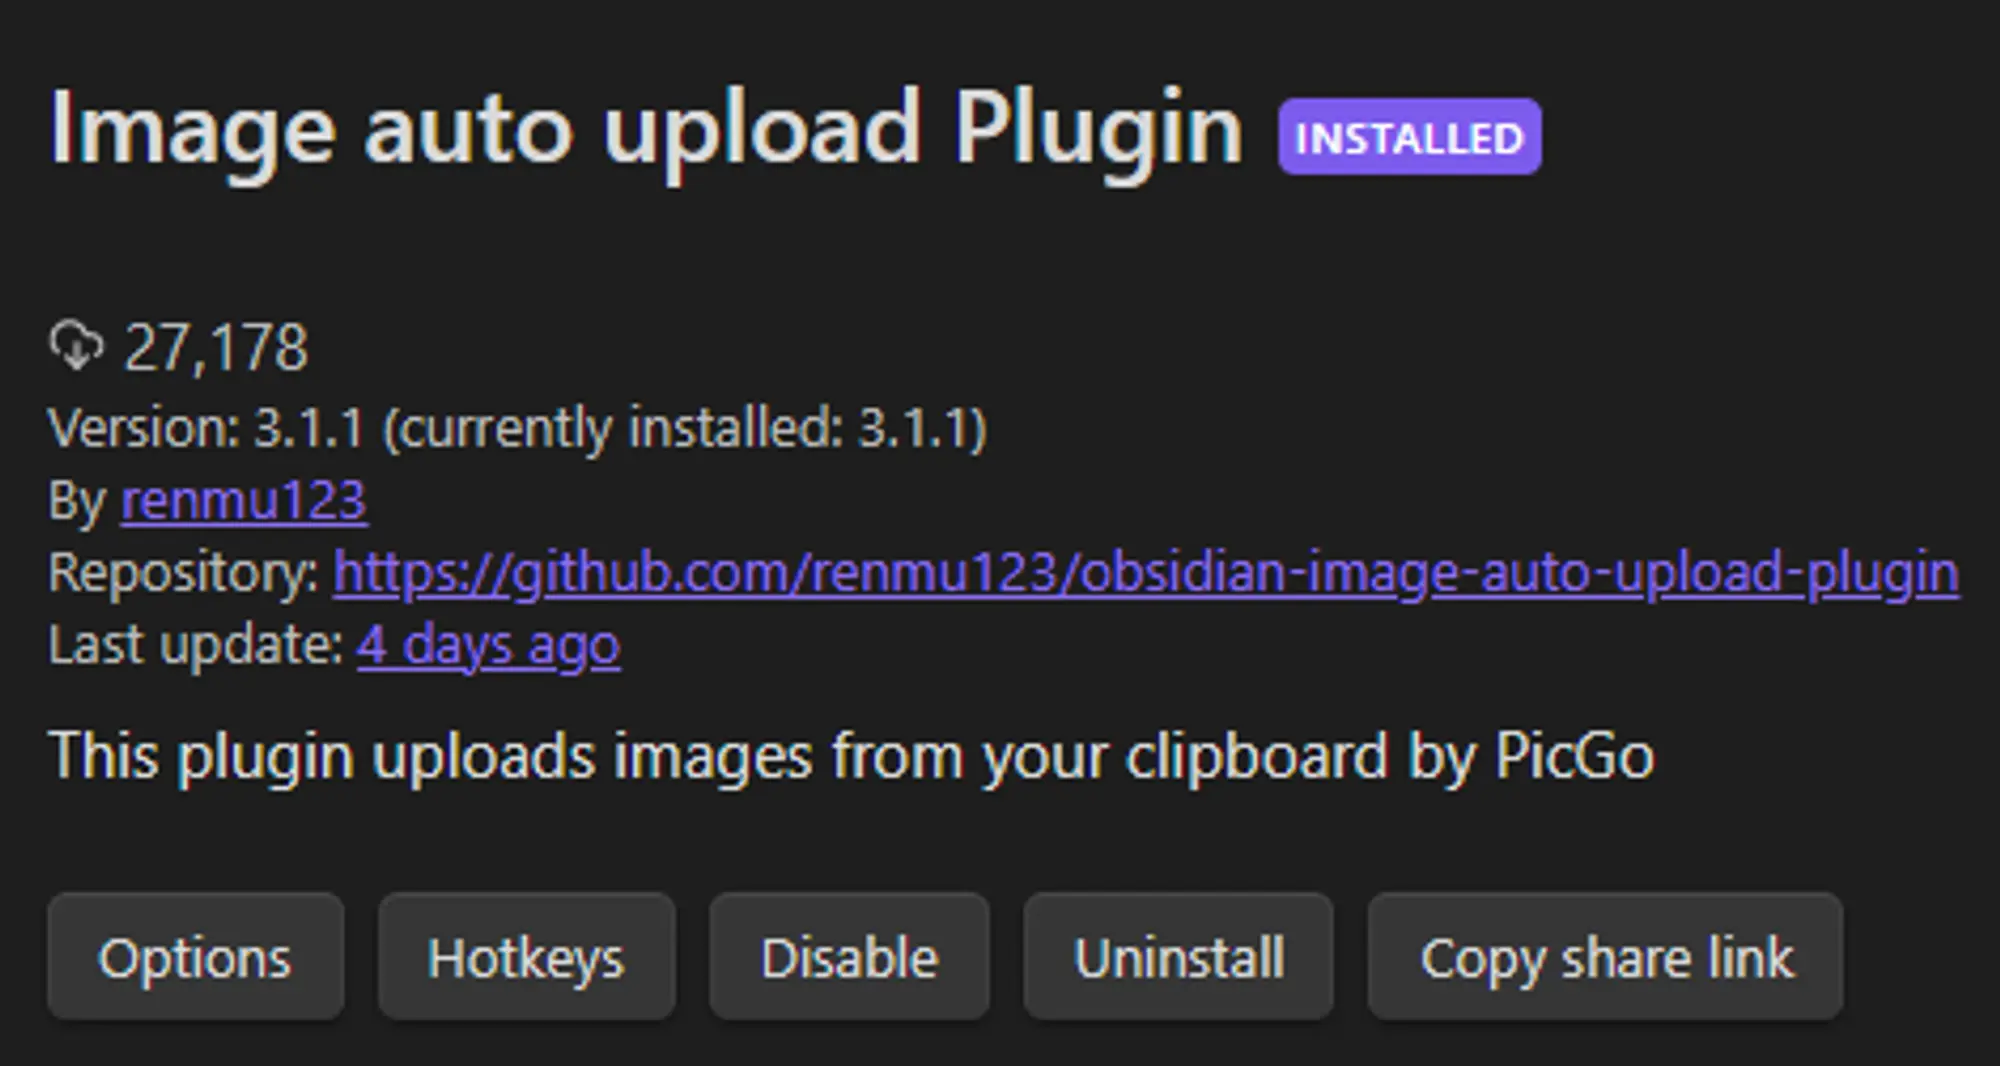 Image auto upload Plugin INSTALLED
27,178
Version: 3.1.1 (currently installed: 3.1.1)
By renmu123
Repository: https://github.com/renmu123/obsidian-image-auto-upload-plugin
Last update: 4 days ago
This plugin uploads images from your clipboard by PicGo
Options Hotkeys Disable Uninstall Copy share link